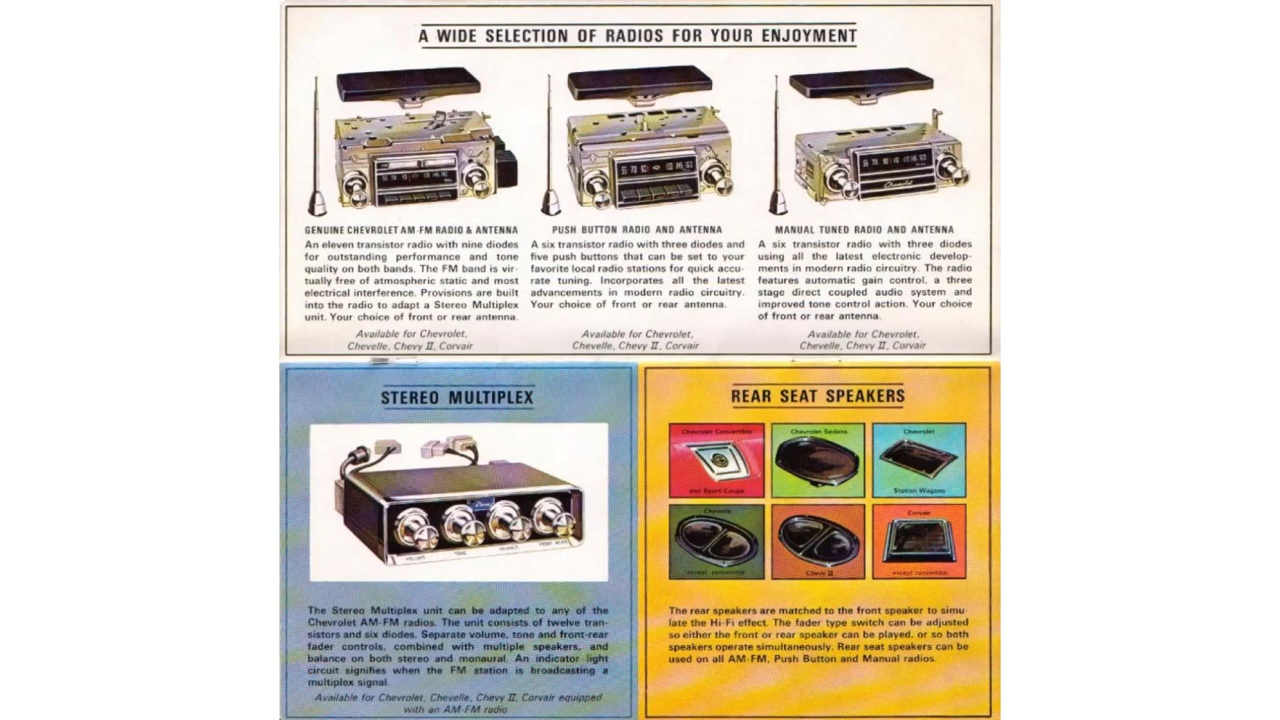 A WIDE SELECTION OF RADIOS FOR YOUR ENJOYMENT
GENUINE CHEVROLET AM-FM RADIO & ANTENNA
An eleven transistor radio with nine diodes
for outstanding performance and tone
quality on both bands. The FM band is vir-
tually free of atmospheric static and most
electrical interference. Provisions are built
into the radio to adapt a Stereo Multiplex
unit. Your choice of front or rear antenna.
Available for Chevrolet,
Chevelle, Chevy II, Corvair
PUSH BUTTON RADIO AND ANTENNA
A six transistor radio with three diodes and
five push buttons that can be set to your
favorite local radio stations for quick accu-
rate tuning. Incorporates all the latest
advancements in modern radio circuitry.
Your choice of front or rear antenna.
Available for Chevrolet,
Chevelle, Chevy II, Corvair
Chevrolet
MANUAL TUNED RADIO AND ANTENNA
A six transistor radio with three diodes
using all the latest electronic develop-
ments in modern radio circuitry. The radio
features automatic gain control, a three
stage direct coupled audio system and
improved tone control action. Your choice
of front or rear antenna.
Available for Chevrolet,
Chevelle, Chevy II, Corvair
STEREO MULTIPLEX
VOLUME TONE BALANCE
The Stereo Multiplex unit can be adapted to any of the
Chevrolet AM-FM radios. The unit consists of twelve tran-
sistors and six diodes. Separate volume, tone and front-rear
fader controls, combined with multiple speakers, and
balance on both stereo and monaural. An indicator light
circuit signifies when the FM station is broadcasting a
multiplex signal.
Available for Chevrolet, Chevelle, Chevy II, Corvair equipped
with an AM-FM radio
REAR SEAT SPEAKERS
Chevrolet Convertible
and Sport Coupe
Chevrolet Sedans
Chevrolet
Station Wagons
Chevelle
except convertible
Chevy II
Corvair
except convertible
The rear speakers are matched to the front speaker to simu-
late the Hi-Fi effect. The fader type switch can be adjusted
so either the front or rear speaker can be played, or so both
speakers operate simultaneously. Rear seat speakers can be
used on all AM-FM, Push Button and Manual radios.